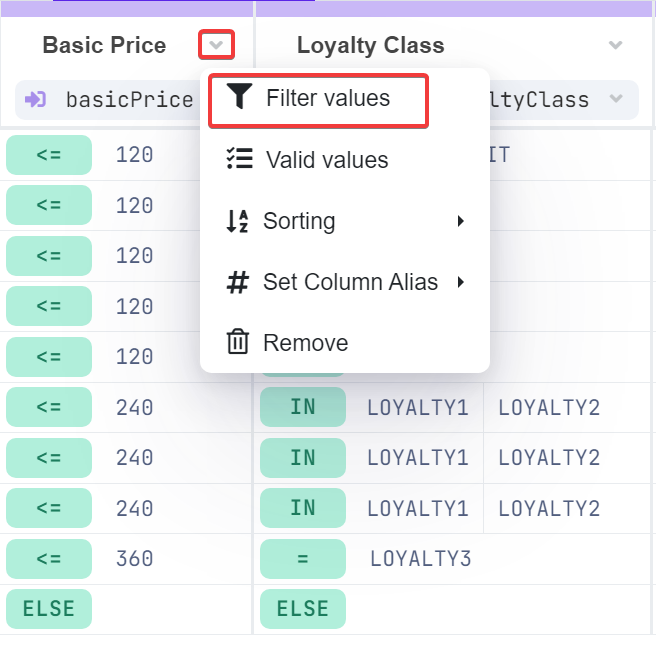 Basic Price Loyalty Class
basicPrice ltyClass
Filter values
Valid values
Sorting
Set Column Alias
Remove
<= 120 IT
<= 120
<= 120
<= 120
<= 120
<= 240 IN LOYALTY1 LOYALTY2
<= 240 IN LOYALTY1 LOYALTY2
<= 240 IN LOYALTY1 LOYALTY2
<= 360 = LOYALTY3
ELSE ELSE